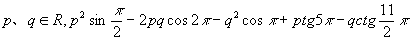 p、q∈R, p² sin π/2 − 2pq cos 2π − q² cos π + ptg5π − qctg 11/2 π